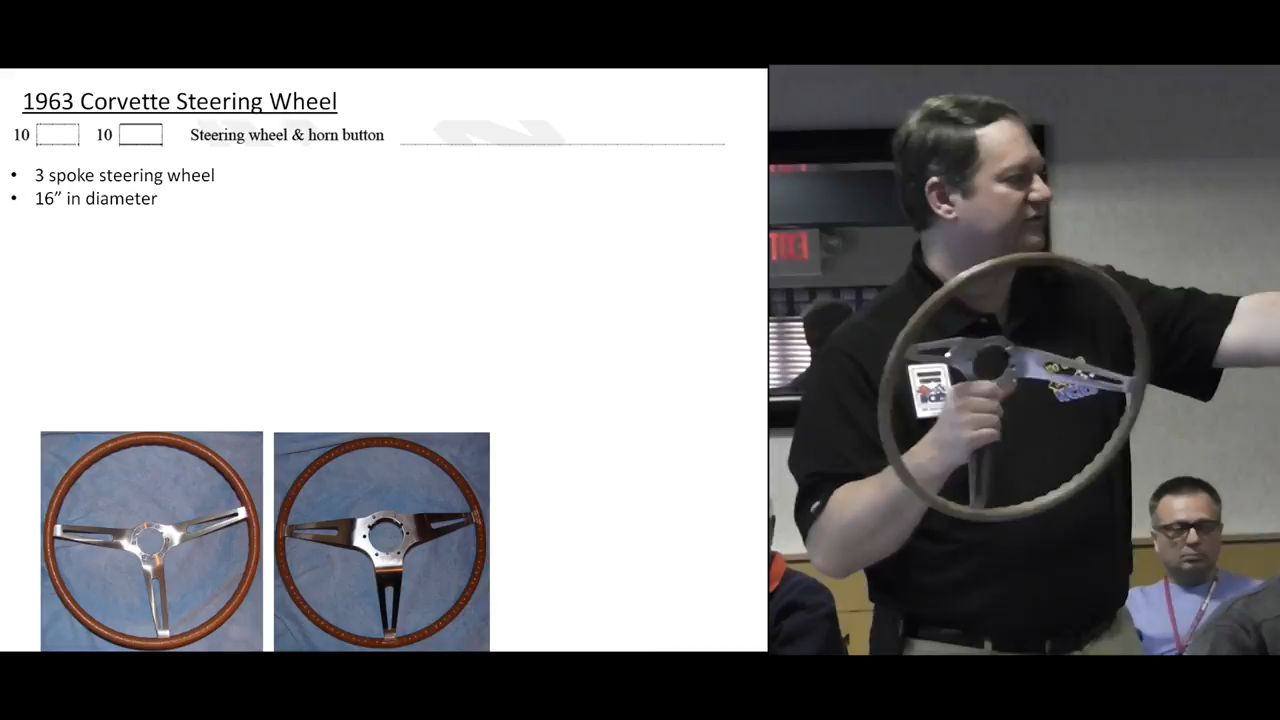 1963 Corvette Steering Wheel
10 10 Steering wheel & horn button
• 3 spoke steering wheel
• 16” in diameter